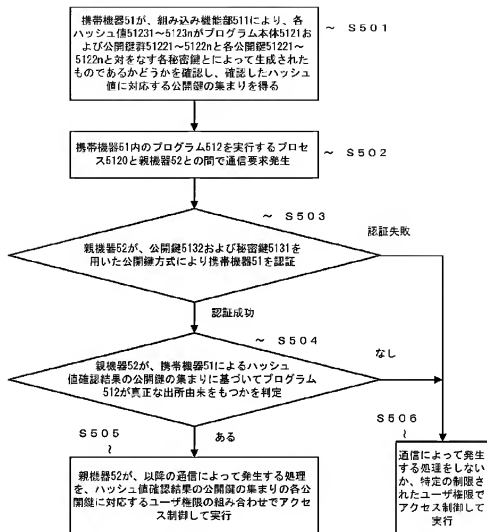 携帯機器51が、組み込み機能部511により、各
ハッシュ値51231～5123nがプログラム本体5121お
よび公開鍵群51221～5122nと各公開鍵51221～
5122nと対をなす各秘密鍵とによって生成された
ものであるかどうかを確認し、確認したハッシュ
値に対応する公開鍵の集まりを得る
～ S501
携帯機器51内のプログラム512を実行するプロセ
ス5120と親機器52との間で通信要求発生
～ S502
～ S503
親機器52が、公開鍵5132および秘密鍵5131を
用いた公開鍵方式により携帯機器51を認証
認証失敗
認証成功
～ S504
親機器52が、携帯機器51によるハッシュ
値確認結果の公開鍵の集まりに基づいてプログラム
512が真正な出所由来をもつかを判定
なし
ある
S505
～
親機器52が、以降の通信によって発生する処理
を、ハッシュ値確認結果の公開鍵の集まりの各公
開鍵に対応するユーザ権限の組み合わせでアクセ
ス制御して実行
S506
～
通信によって発生
する処理をしない
か、特定の制限さ
れたユーザ権限で
アクセス制御して
実行